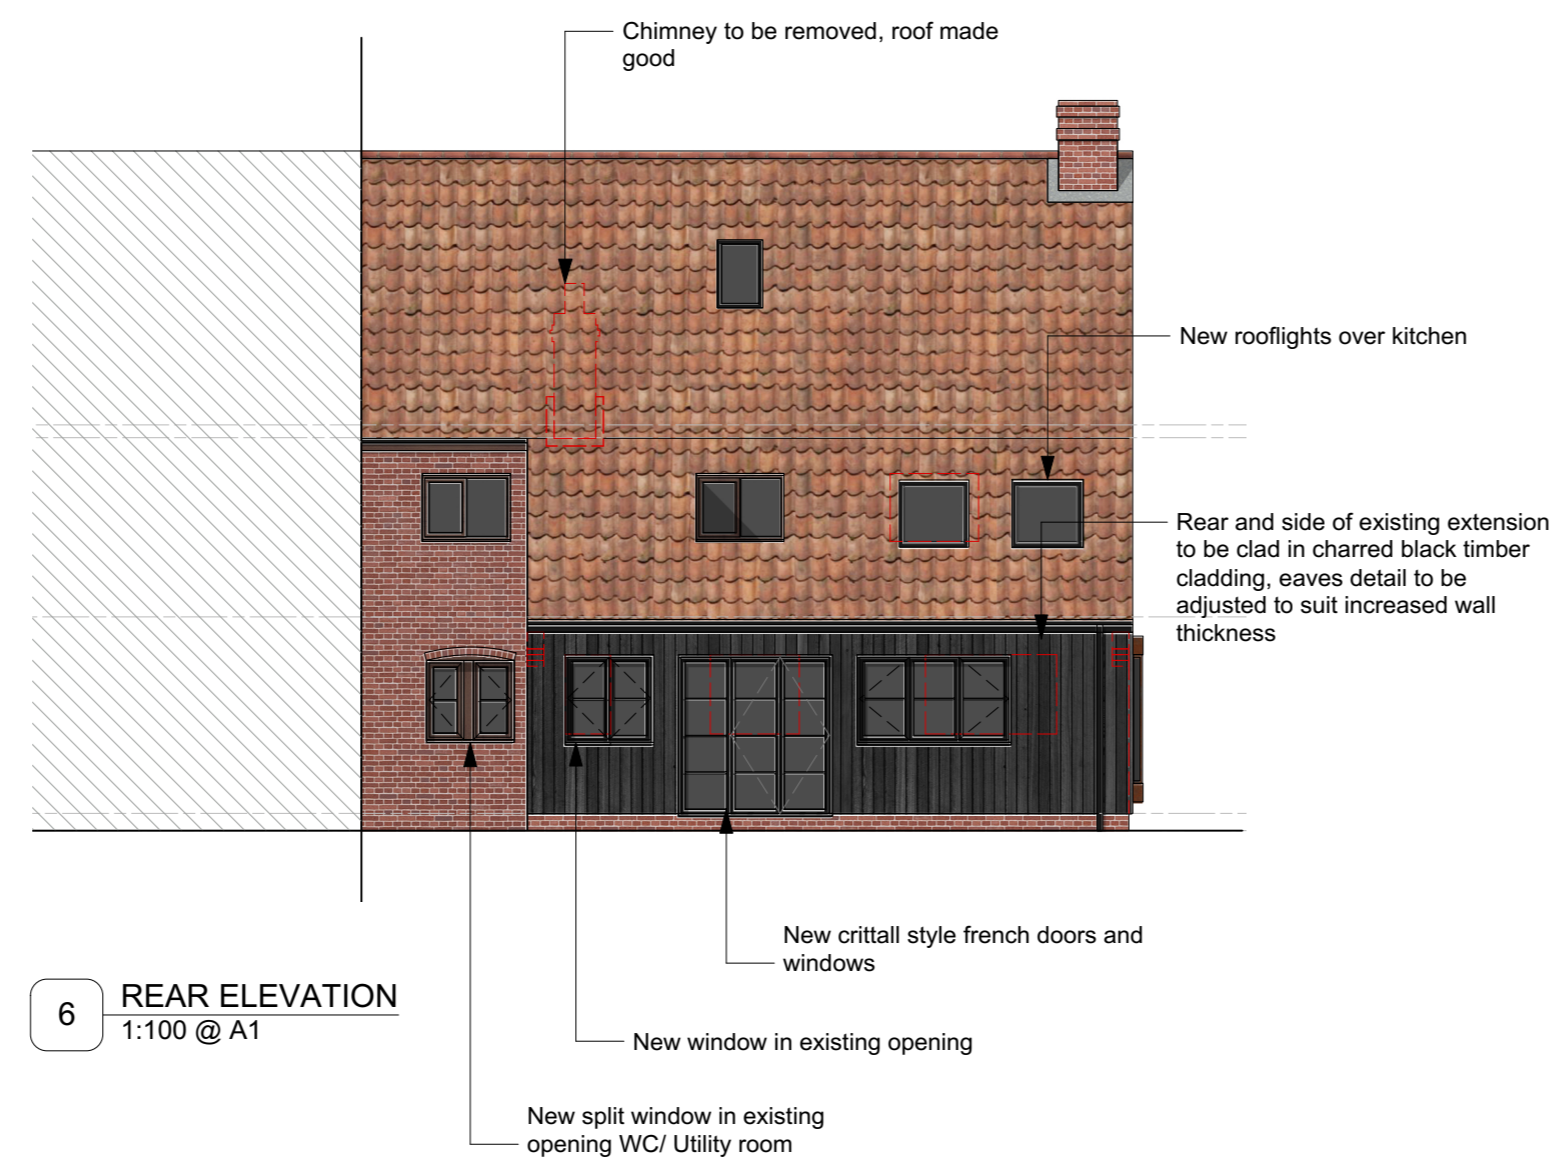 Chimney to be removed, roof made
good
New rooflights over kitchen
Rear and side of existing extension
to be clad in charred black timber
cladding, eaves detail to be
adjusted to suit increased wall
thickness
New crittall style french doors and
windows
6
REAR ELEVATION
1:100 @ A1
New window in existing opening
New split window in existing
opening WC/ Utility room